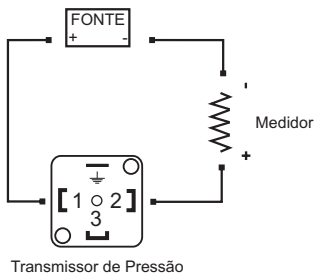 FONTE
+ -
-
Medidor
+
1 2
3
Transmissor de Pressão